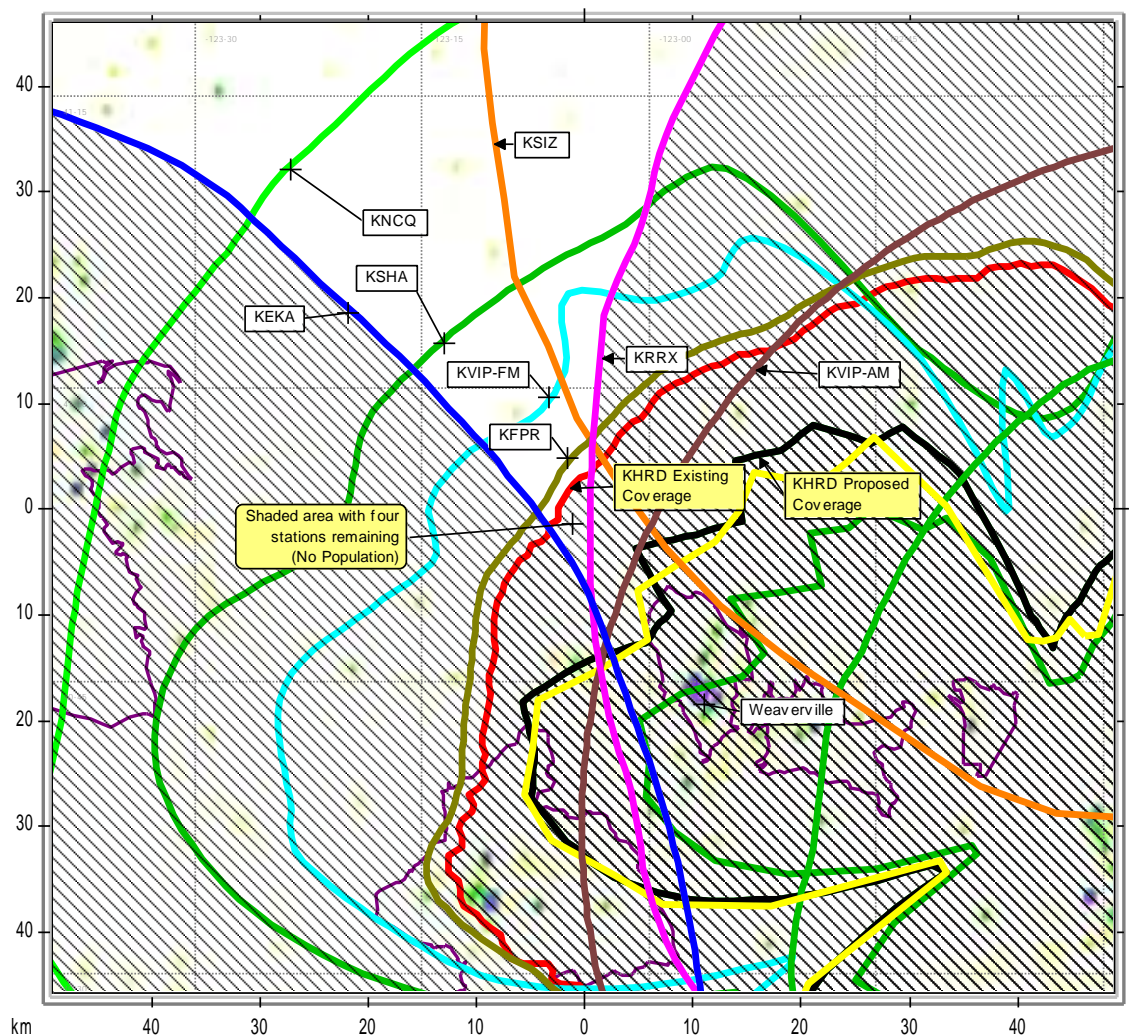 -123-30
-123-15
-123-00
40
KSIZ
30
KNCQ
KSHA
20
KEKA
KRRX
KVIP-FM
KVIP-AM
10
KFPR
KHRD Existing
Coverage
KHRD Proposed
Coverage
0
Shaded area with four
stations remaining
(No Population)
10
Weaverville
20
30
40
km
40
30
20
10
0
10
20
30
40